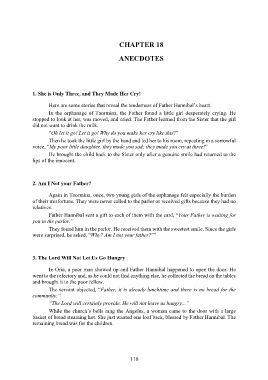 CHAPTER 18
ANECDOTES
1. She is Only Three, and They Made Her Cry!
Here are some stories that reveal the tenderness of Father Hannibal's heart.
In the orphanage of Taormina, the Father found a little girl desperately crying. He
stopped to look at her, was moved, and cried. The Father learned from the Sister that the girl
did not want to drink the milk.
"Oh let it go! Let it go! Why do you make her cry like this?"
Then he took the little girl by the hand and led her to his room, repeating in a sorrowful
voice, "My poor little daughter, they made you sad, they made you cry at three!"
He brought the child back to the Sister only after a genuine smile had returned to the
lips of the innocent.
2. Am I Not your Father?
Again in Taormina, once, two young girls of the orphanage felt especially the burden
of their misfortune. They were never called to the parlor or received gifts because they had no
relatives.
Father Hannibal sent a gift to each of them with the card, "Your Father is waiting for
you in the parlor."
They found him in the parlor. He received them with the sweetest smile. Since the girls
were surprised, he asked, "Why? Am I not your father?"
3. The Lord Will Not Let Us Go Hungry
In Oria, a poor man showed up and Father Hannibal happened to open the door. He
went to the refectory and, as he could not find anything else, he collected the bread on the tables
and brought it to the poor fellow.
The servant objected, "Father, it is already lunchtime and there is no bread for the
community."
"The Lord will certainly provide. He will not leave us hungry..."
While the church's bells rang the Angelus, a woman came to the door with a large
basket of bread steaming hot. She just wanted one loaf back, blessed by Father Hannibal. The
remaining bread was for the children.